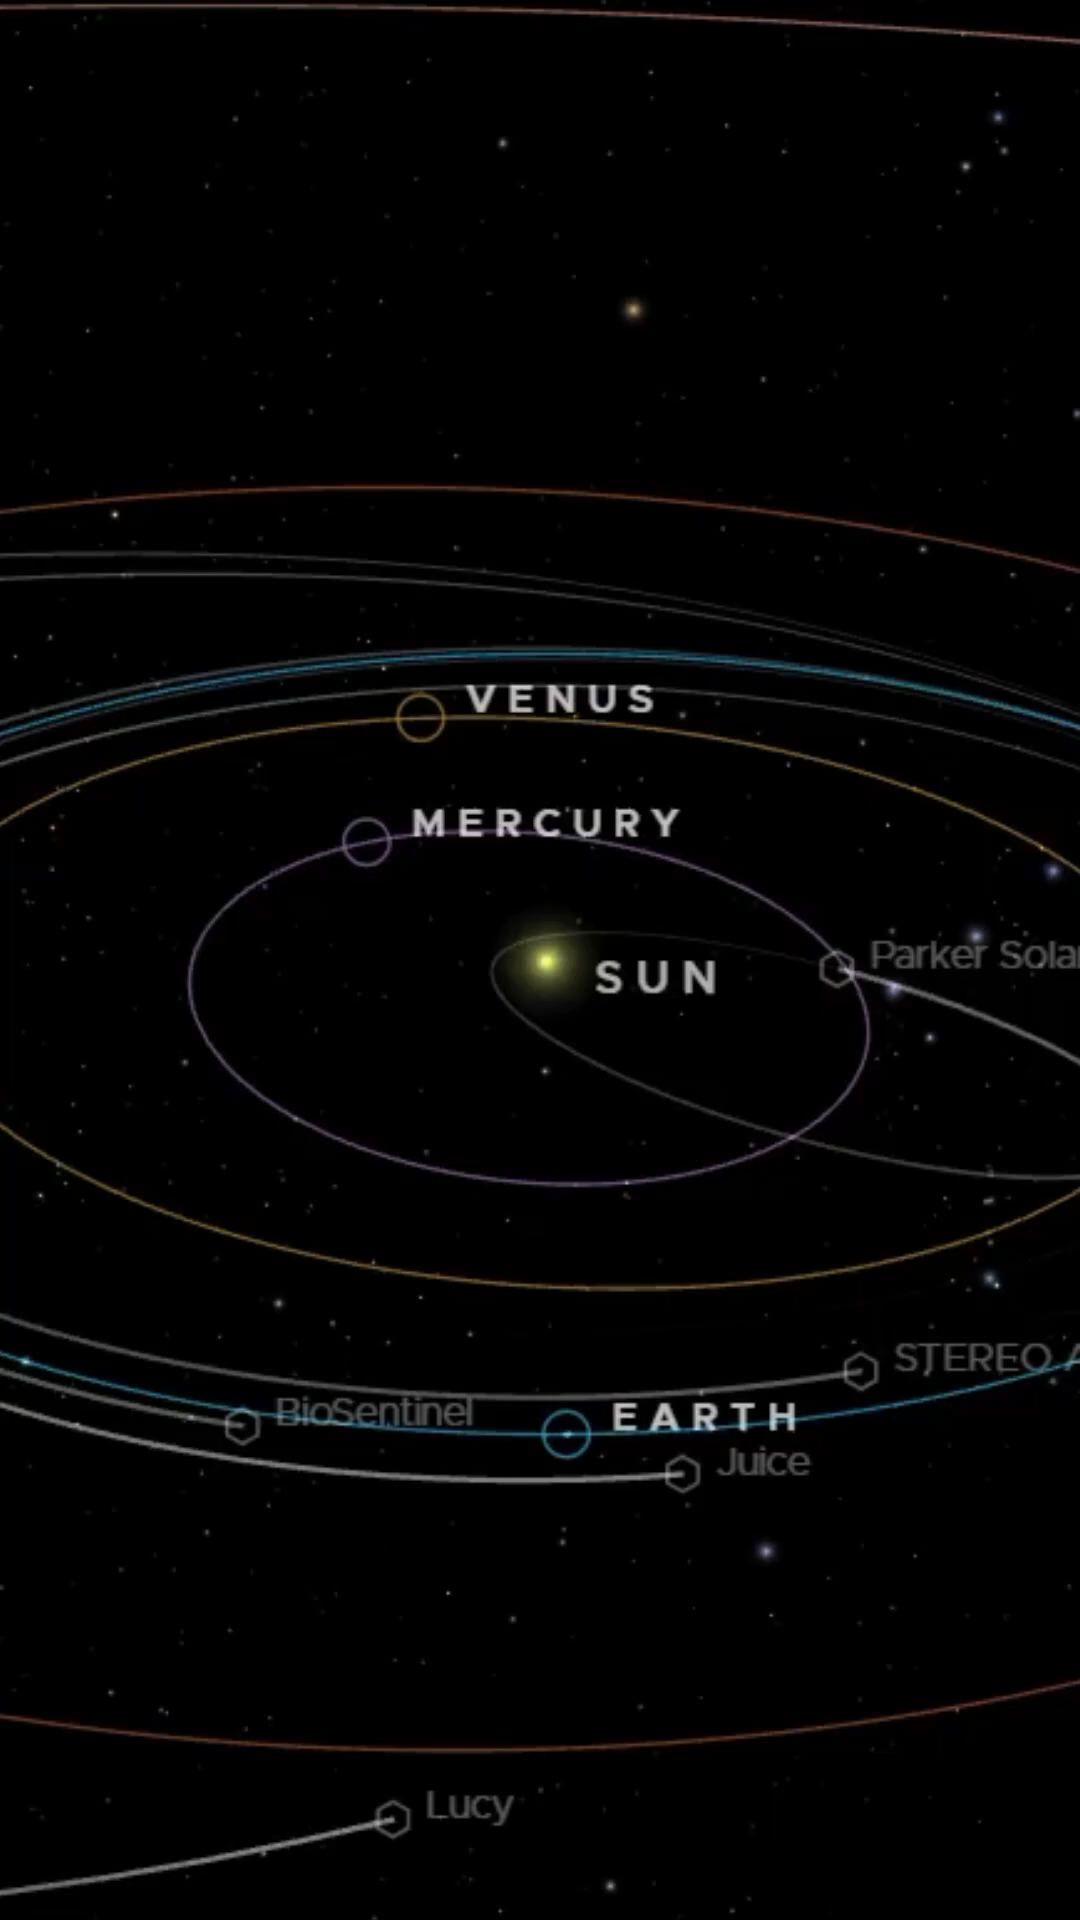 VENUS
MERCURY
Parker Solar
SUN
STEREO A
BioSentinel
EARTH
Juice
Lucy